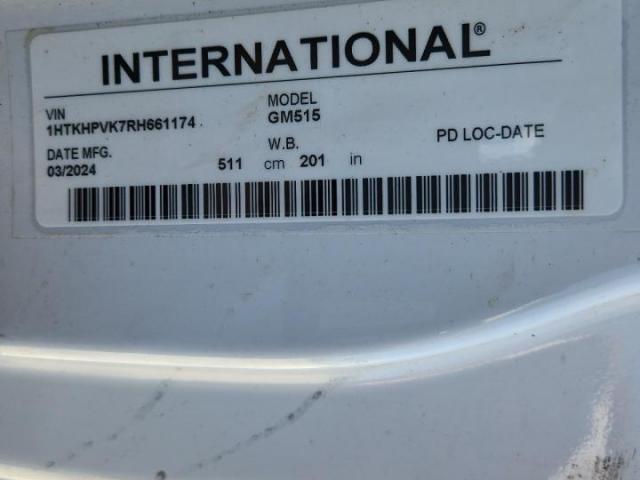 INTERNATIONAL®
VIN MODEL
1HTKHPVK7RH661174 GM515
DATE MFG. W.B. PD LOC-DATE
03/2024 511 cm 201 in